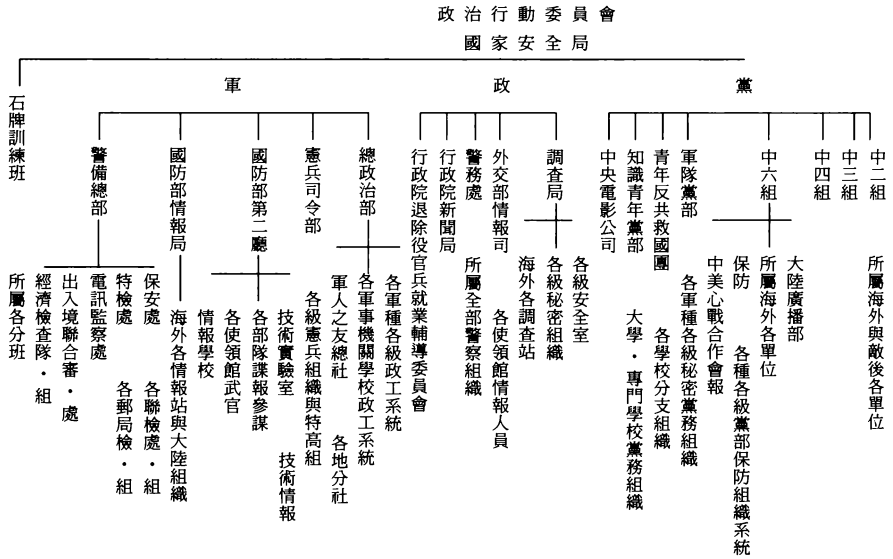 政治行動委員會
國家安全局
黨
政
軍
石牌訓練班
中二組
所屬海外與敵後各單位
中三組
中四組
中六組
大陸廣播部
所屬海外各單位
保防 各種各級黨部保防組織系統
中美心戰合作會報
軍隊黨部
各軍種各級秘密黨務組織
青年反共救國團
各學校分支組織
知識青年黨部
大學・專門學校黨務組織
中央電影公司
調查局
各級安全室
各級秘密組織
海外各調查站
外交部情報司
各使領館情報人員
警務處
所屬全部警察組織
行政院新聞局
行政院退除役官兵就業輔導委員會
總政治部
各軍種各級政工系統
各軍事機關學校政工系統
軍人之友總社 各地分社
憲兵司令部
各級憲兵組織與特高組
國防部第二廳
技術實驗室 技術情報
各部隊諜報參謀
各使領館武官
情報學校
國防部情報局
海外各情報站與大陸組織
警備總部
保安處 各聯檢處・組
特檢處 各郵局檢・組
電訊監察處
出入境聯合審・處
經濟檢查隊・組
所屬各分班